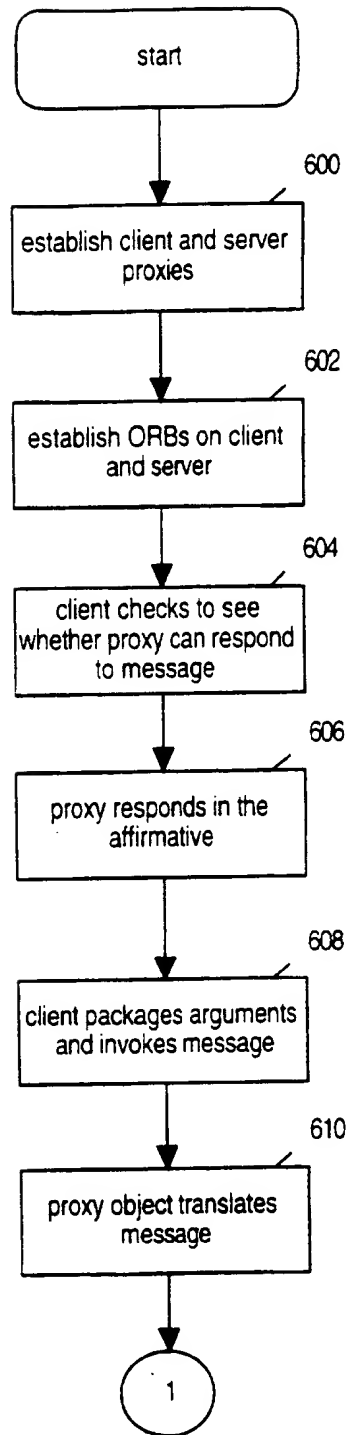 start
600
establish client and server
proxies
602
establish ORBs on client
and server
604
client checks to see
whether proxy can respond
to message
606
proxy responds in the
affirmative
608
client packages arguments
and invokes message
610
proxy object translates
message
1